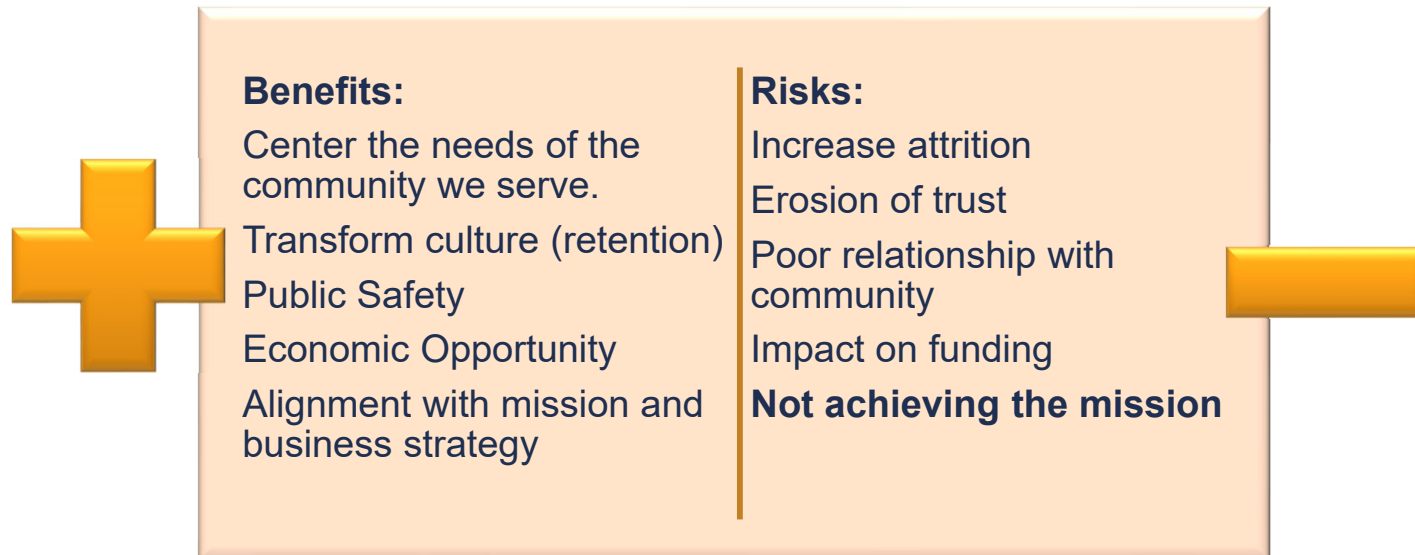 Benefits:
Center the needs of the
community we serve.
Transform culture (retention)
Public Safety
Economic Opportunity
Alignment with mission and
business strategy
Risks:
Increase attrition
Erosion of trust
Poor relationship with
community
Impact on funding
Not achieving the mission